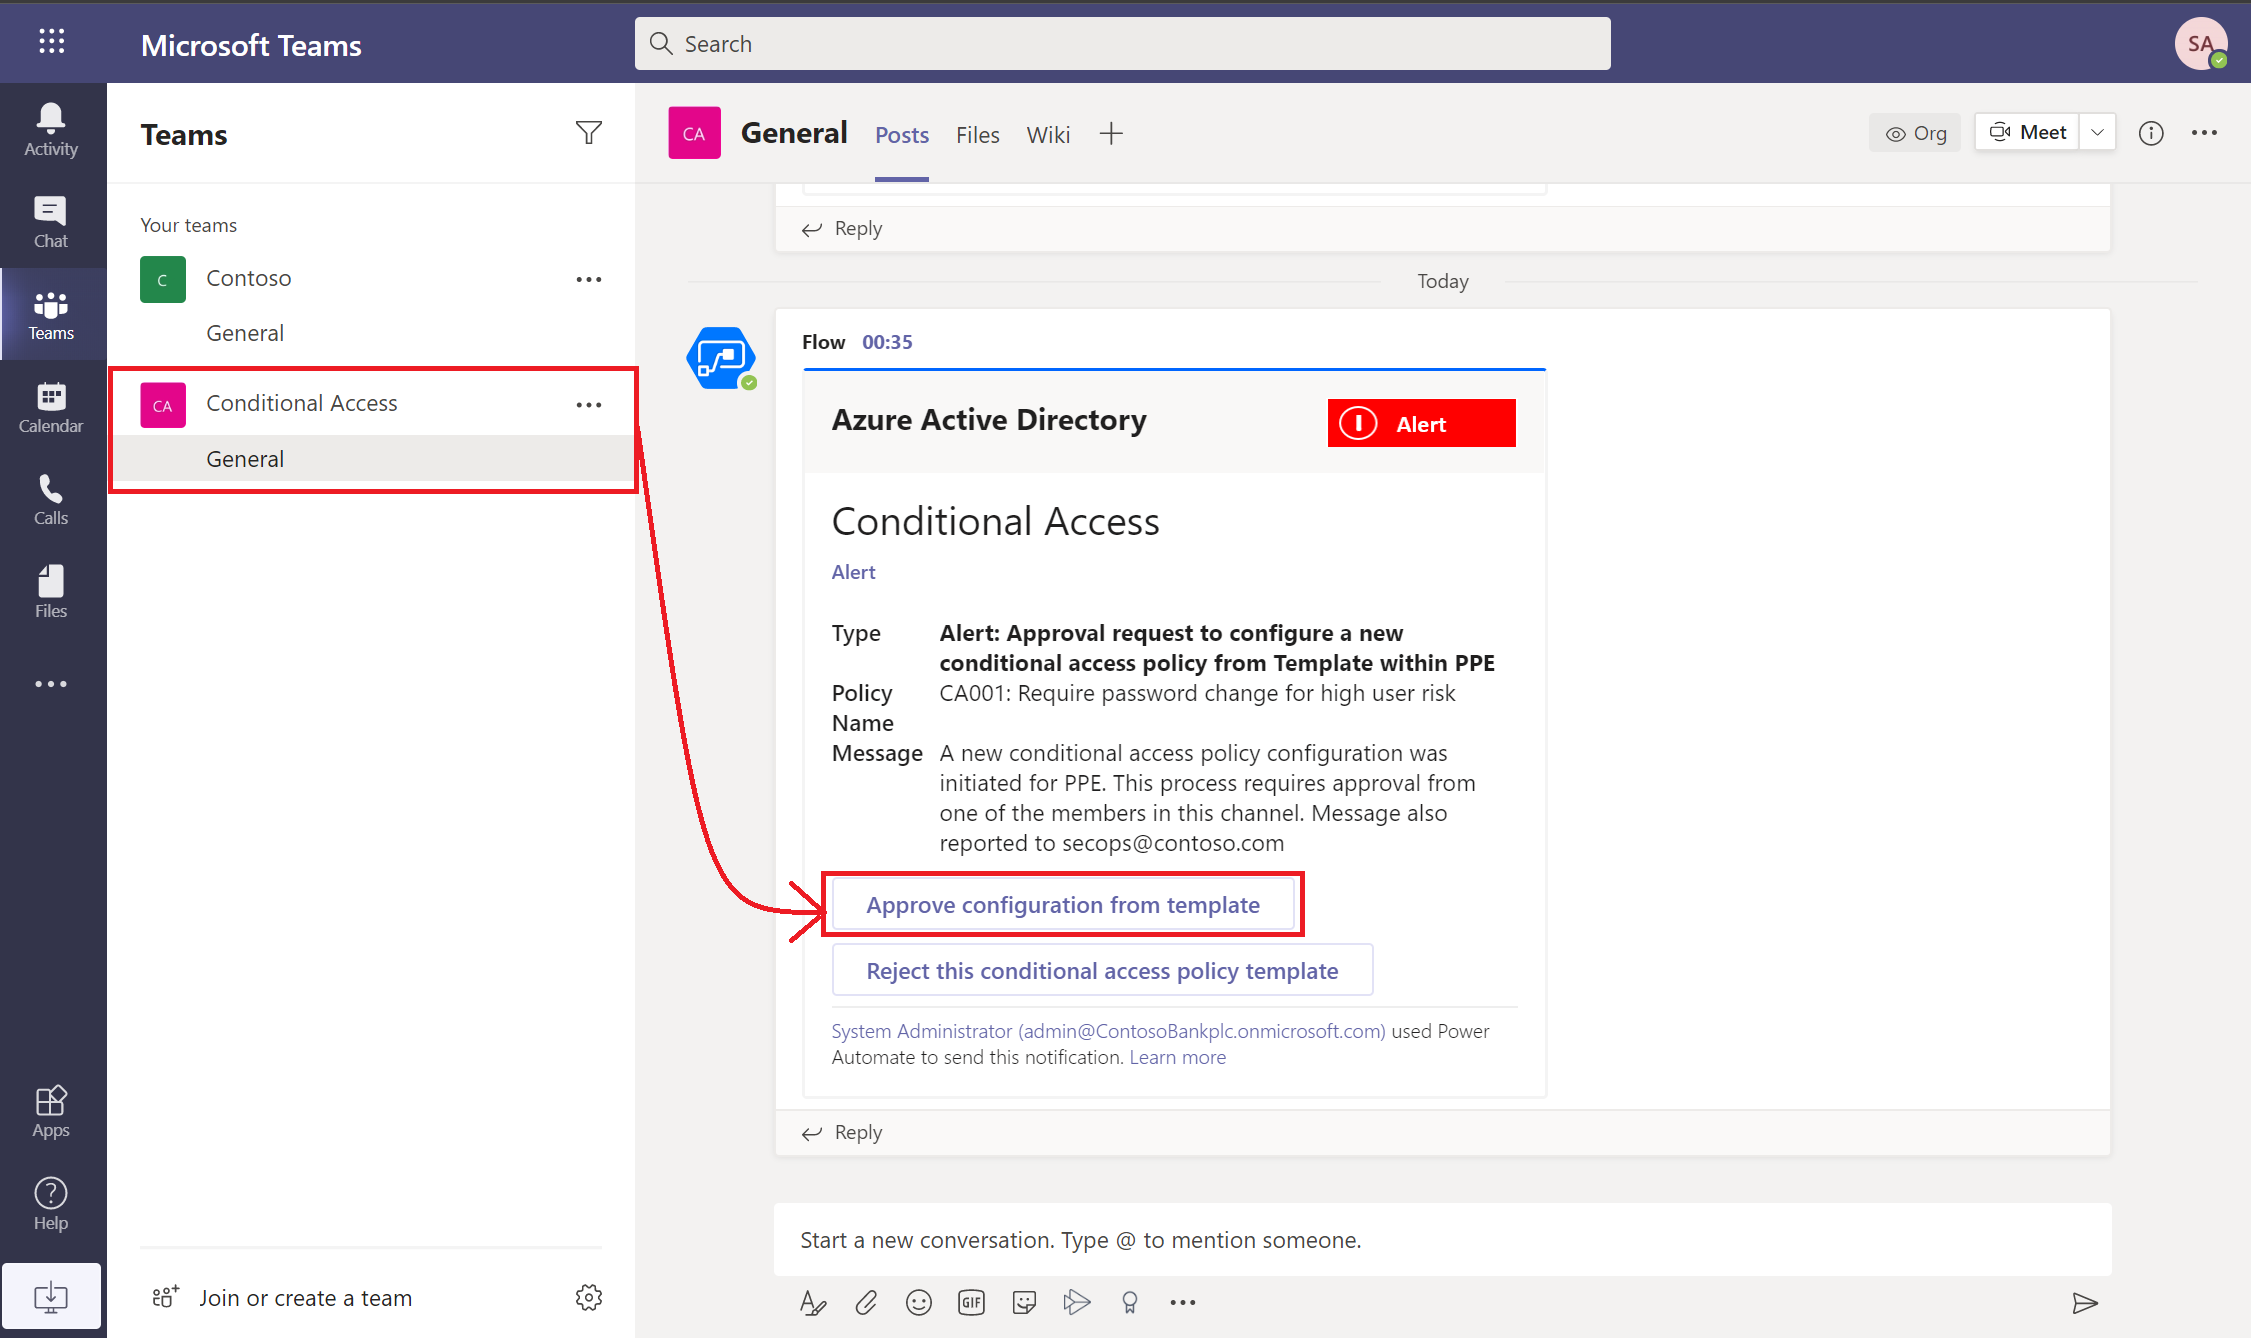 Microsoft Teams
Search
SA
Activity
Chat
Teams
Calendar
Calls
Files
Apps
Help
Teams
Your teams
C Contoso
General
CA Conditional Access
General
Join or create a team
CA General Posts Files Wiki
Org
Meet
Reply
Today
Flow 00:35
Azure Active Directory
Alert
Conditional Access
Alert
Type Alert: Approval request to configure a new
conditional access policy from Template within PPE
Policy CA001: Require password change for high user risk
Name
Message A new conditional access policy configuration was
initiated for PPE. This process requires approval from
one of the members in this channel. Message also
reported to secops@contoso.com
Approve configuration from template
Reject this conditional access policy template
System Administrator (admin@ContosoBankplc.onmicrosoft.com) used Power
Automate to send this notification. Learn more
Reply
Start a new conversation. Type @ to mention someone.
GIF